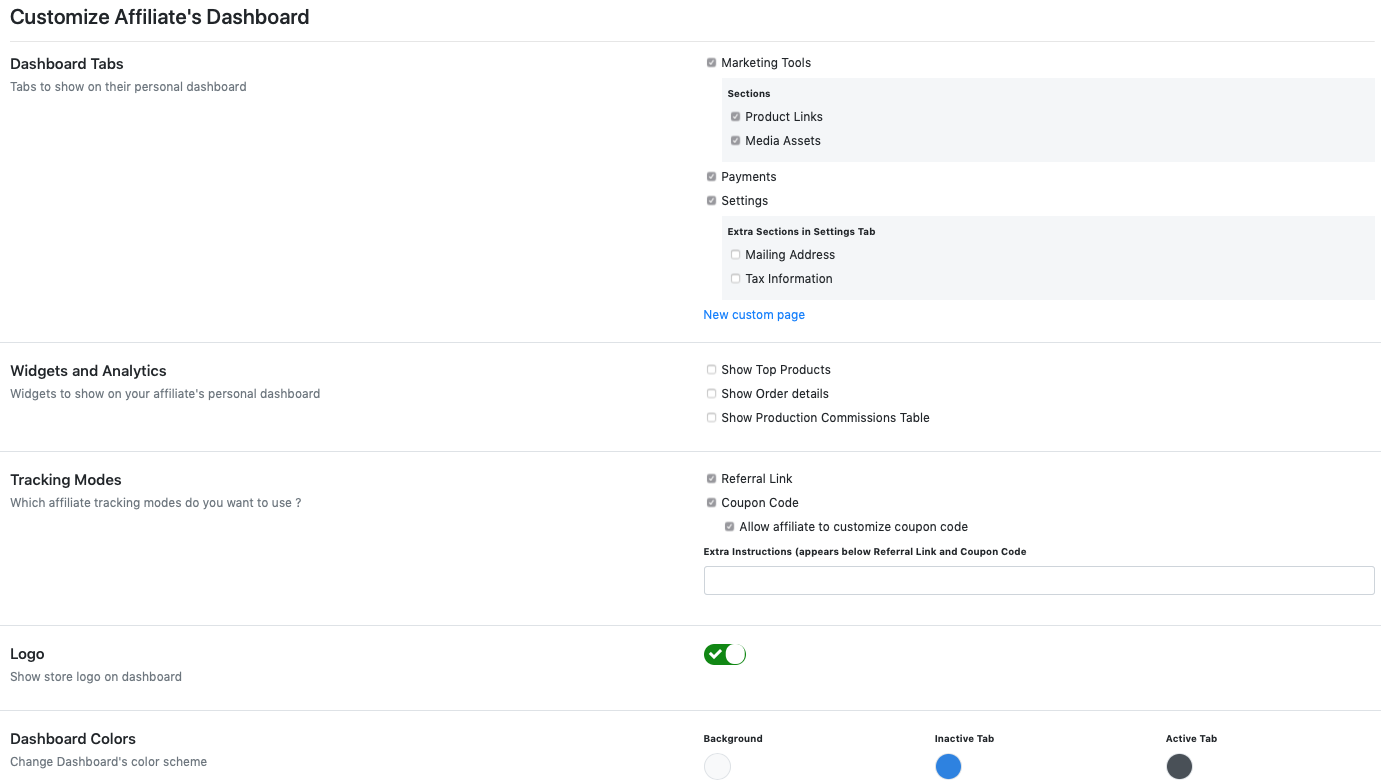 Customize Affiliate's Dashboard
Dashboard Tabs
Tabs to show on their personal dashboard
Marketing Tools
Sections
Product Links
Media Assets
Payments
Settings
Extra Sections in Settings Tab
Mailing Address
Tax Information
New custom page
Widgets and Analytics
Widgets to show on your affiliate's personal dashboard
Show Top Products
Show Order details
Show Production Commissions Table
Tracking Modes
Which affiliate tracking modes do you want to use ?
Referral Link
Coupon Code
Allow affiliate to customize coupon code
Extra Instructions (appears below Referral Link and Coupon Code
Logo
Show store logo on dashboard
Dashboard Colors
Change Dashboard's color scheme
Background
Inactive Tab
Active Tab